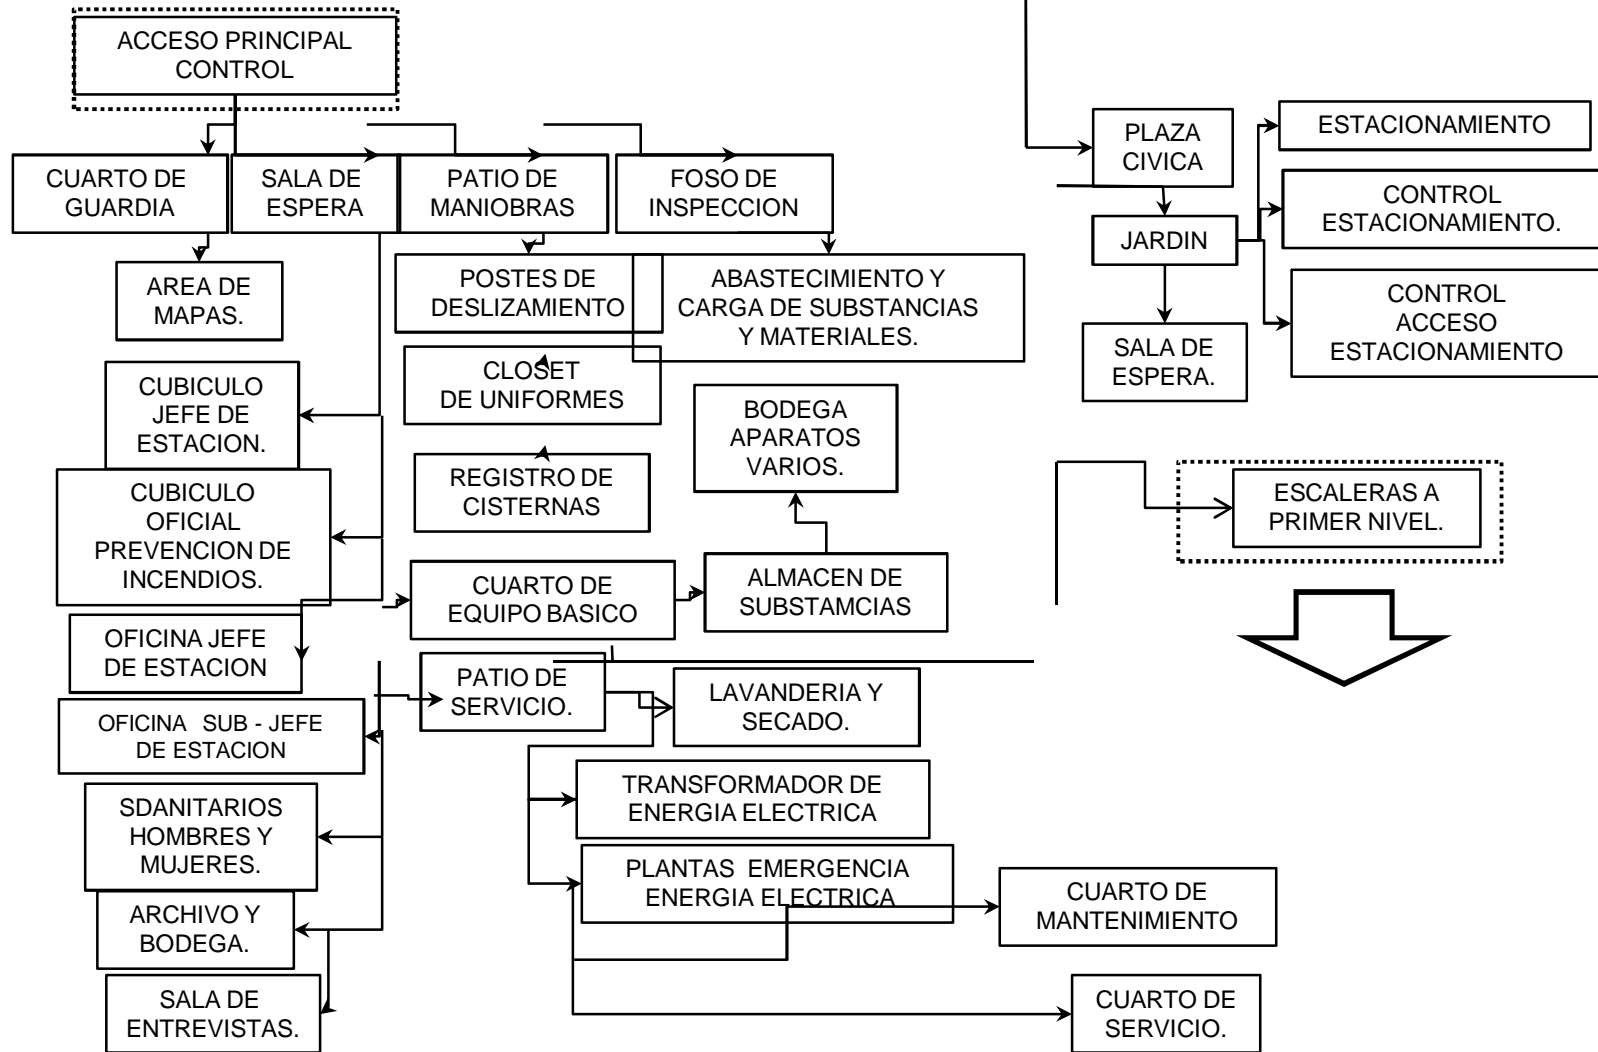 ACCESO PRINCIPAL
CONTROL
CUARTO DE
GUARDIA
SALA DE
ESPERA
PATIO DE
MANIOBRAS
FOSO DE
INSPECCION
AREA DE
MAPAS.
POSTES DE
DESLIZAMIENTO
ABASTECIMIENTO Y
CARGA DE SUBSTANCIAS
Y MATERIALES.
CLOSET
DE UNIFORMES
CUBICULO
JEFE DE
ESTACION.
BODEGA
APARATOS
VARIOS.
REGISTRO DE
CISTERNAS
CUBICULO
OFICIAL
PREVENCION DE
INCENDIOS.
CUARTO DE
EQUIPO BASICO
ALMACEN DE
SUBSTAMCIAS
OFICINA JEFE
DE ESTACION
PATIO DE
SERVICIO.
LAVANDERIA Y
SECADO.
OFICINA SUB - JEFE
DE ESTACION
TRANSFORMADOR DE
ENERGIA ELECTRICA
SDANITARIOS
HOMBRES Y
MUJERES.
PLANTAS EMERGENCIA
ENERGIA ELECTRICA
ARCHIVO Y
BODEGA.
CUARTO DE
MANTENIMIENTO
SALA DE
ENTREVISTAS.
CUARTO DE
SERVICIO.
PLAZA
CIVICA
ESTACIONAMIENTO
CONTROL
ESTACIONAMIENTO.
JARDIN
CONTROL
ACCESO
ESTACIONAMIENTO
SALA DE
ESPERA.
ESCALERAS A
PRIMER NIVEL.